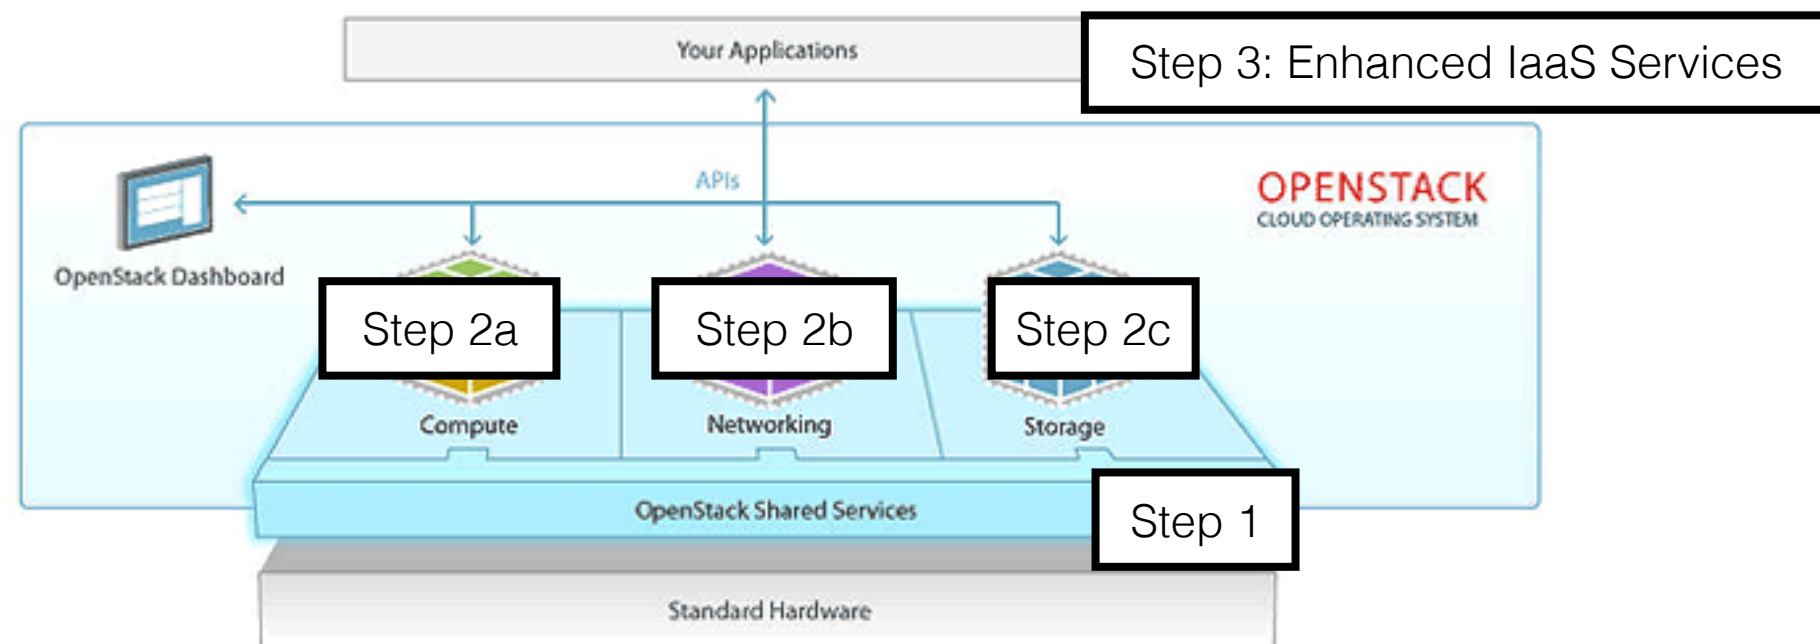 Your Applications
Step 3: Enhanced IaaS Services
APIs
OPENSTACK
CLOUD OPERATING SYSTEM
OpenStack Dashboard
Step 2a
Step 2b
Step 2c
Compute
Networking
Storage
OpenStack Shared Services
Step 1
Standard Hardware